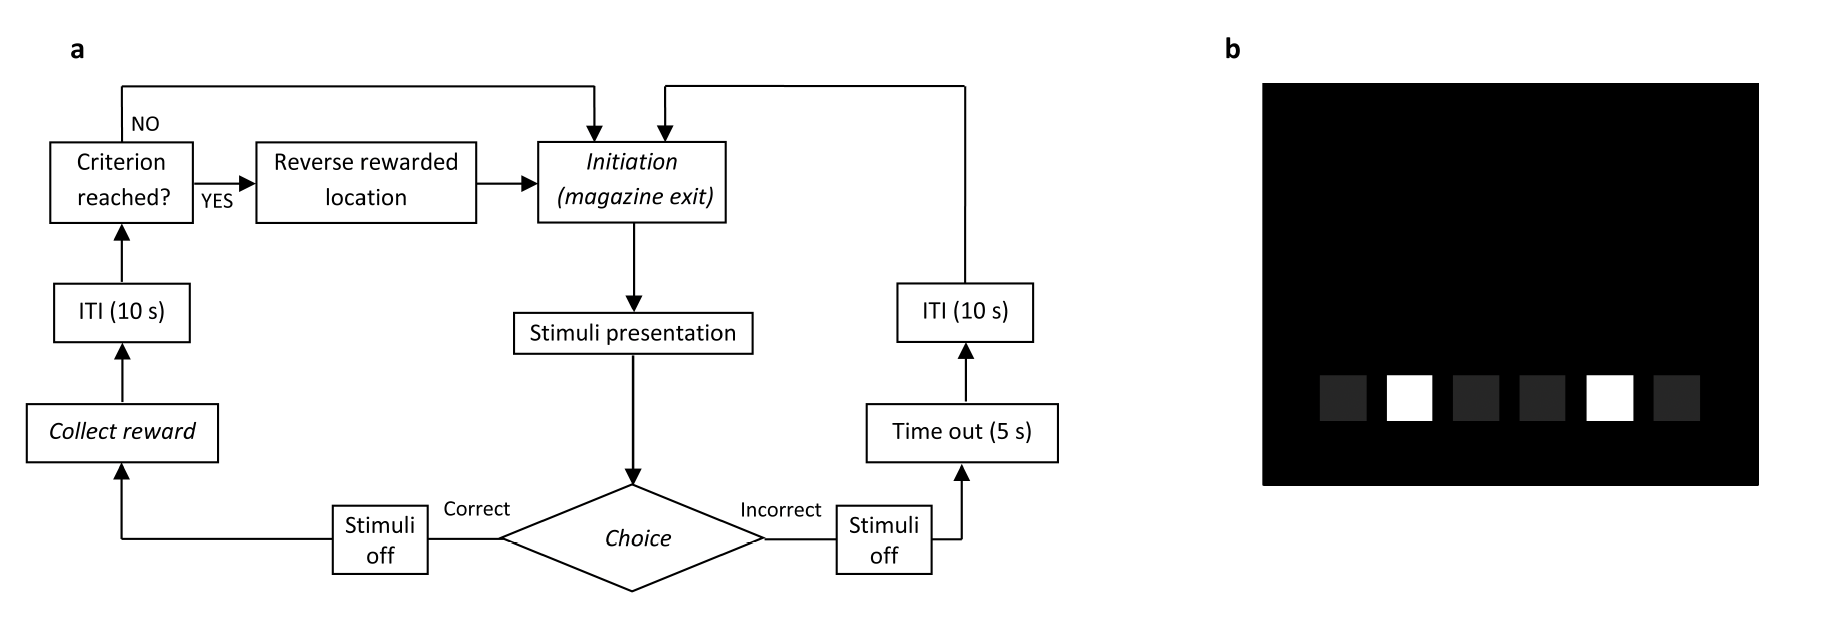 a
b
NO
Criterion
reached?
YES
Reverse rewarded
location
Initiation
(magazine exit)
ITI (10 s)
Stimuli presentation
ITI (10 s)
Collect reward
Time out (5 s)
Correct
Incorrect
Stimuli
off
Choice
Stimuli
off